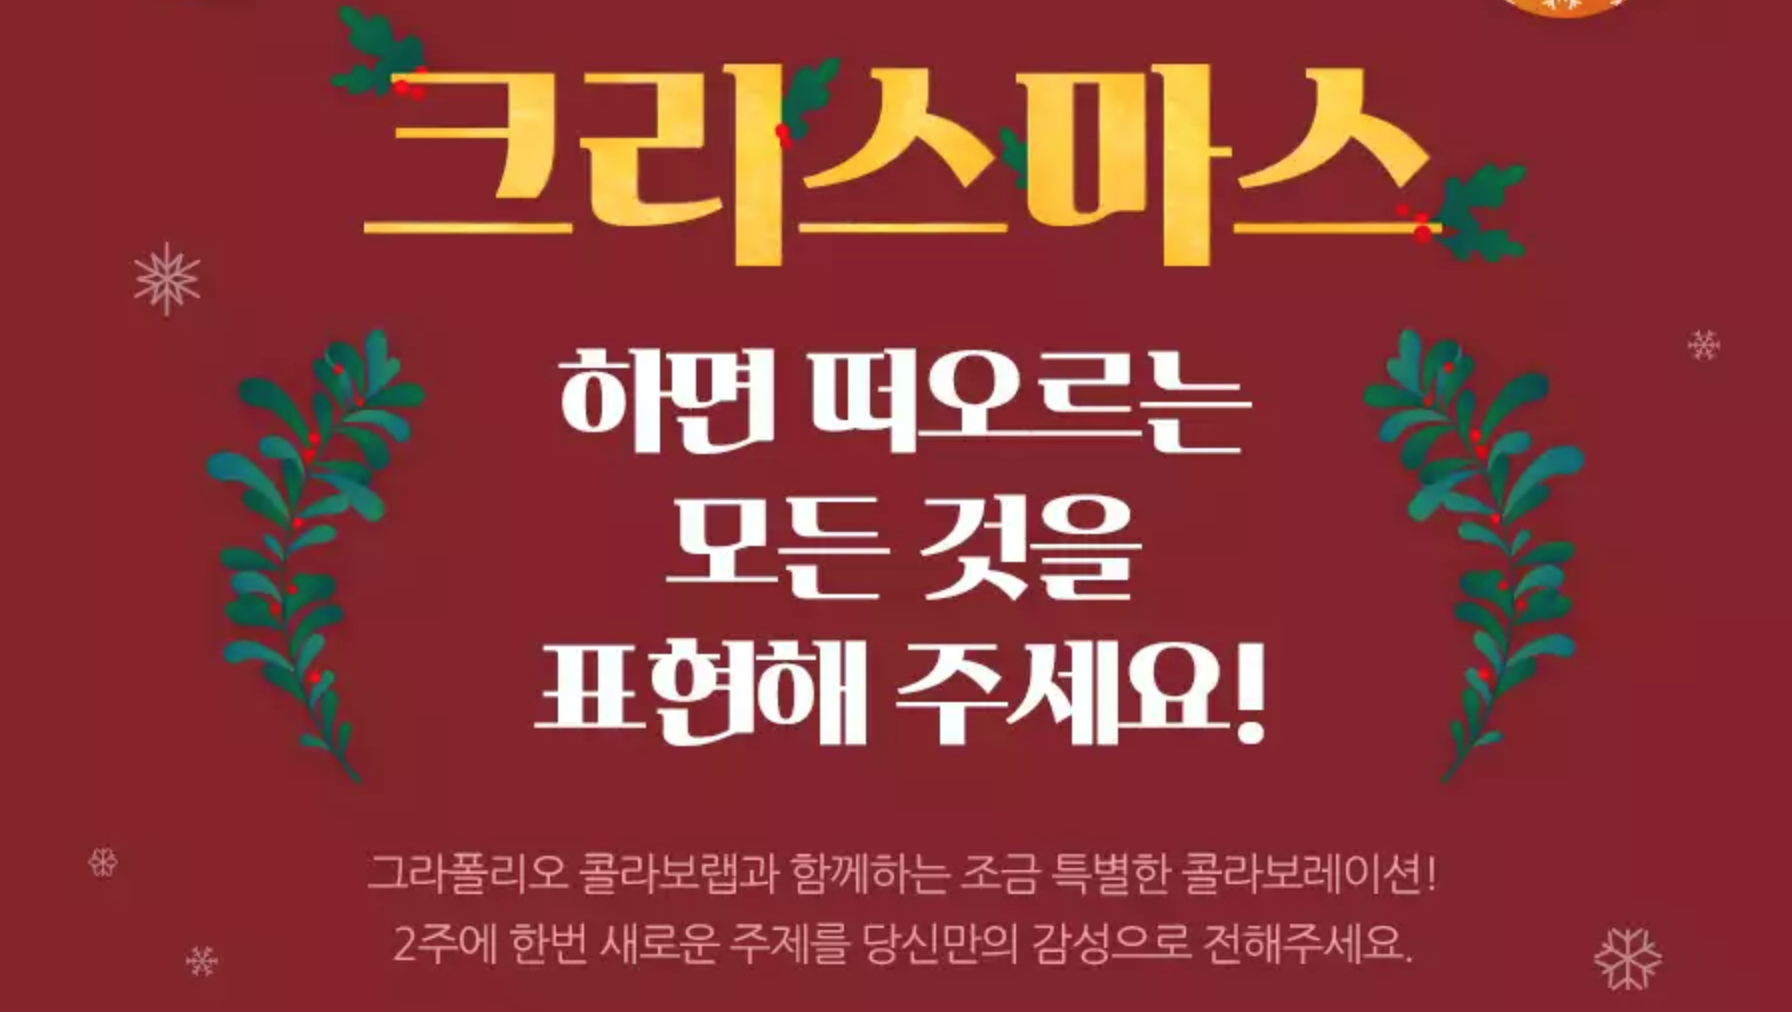 크리스마스
하면 떠오르는
모든 것을
표현해 주세요!
그라폴리오 콜라보랩과 함께하는 조금 특별한 콜라보레이션!
2주에 한번 새로운 주제를 당신만의 감성으로 전해주세요.